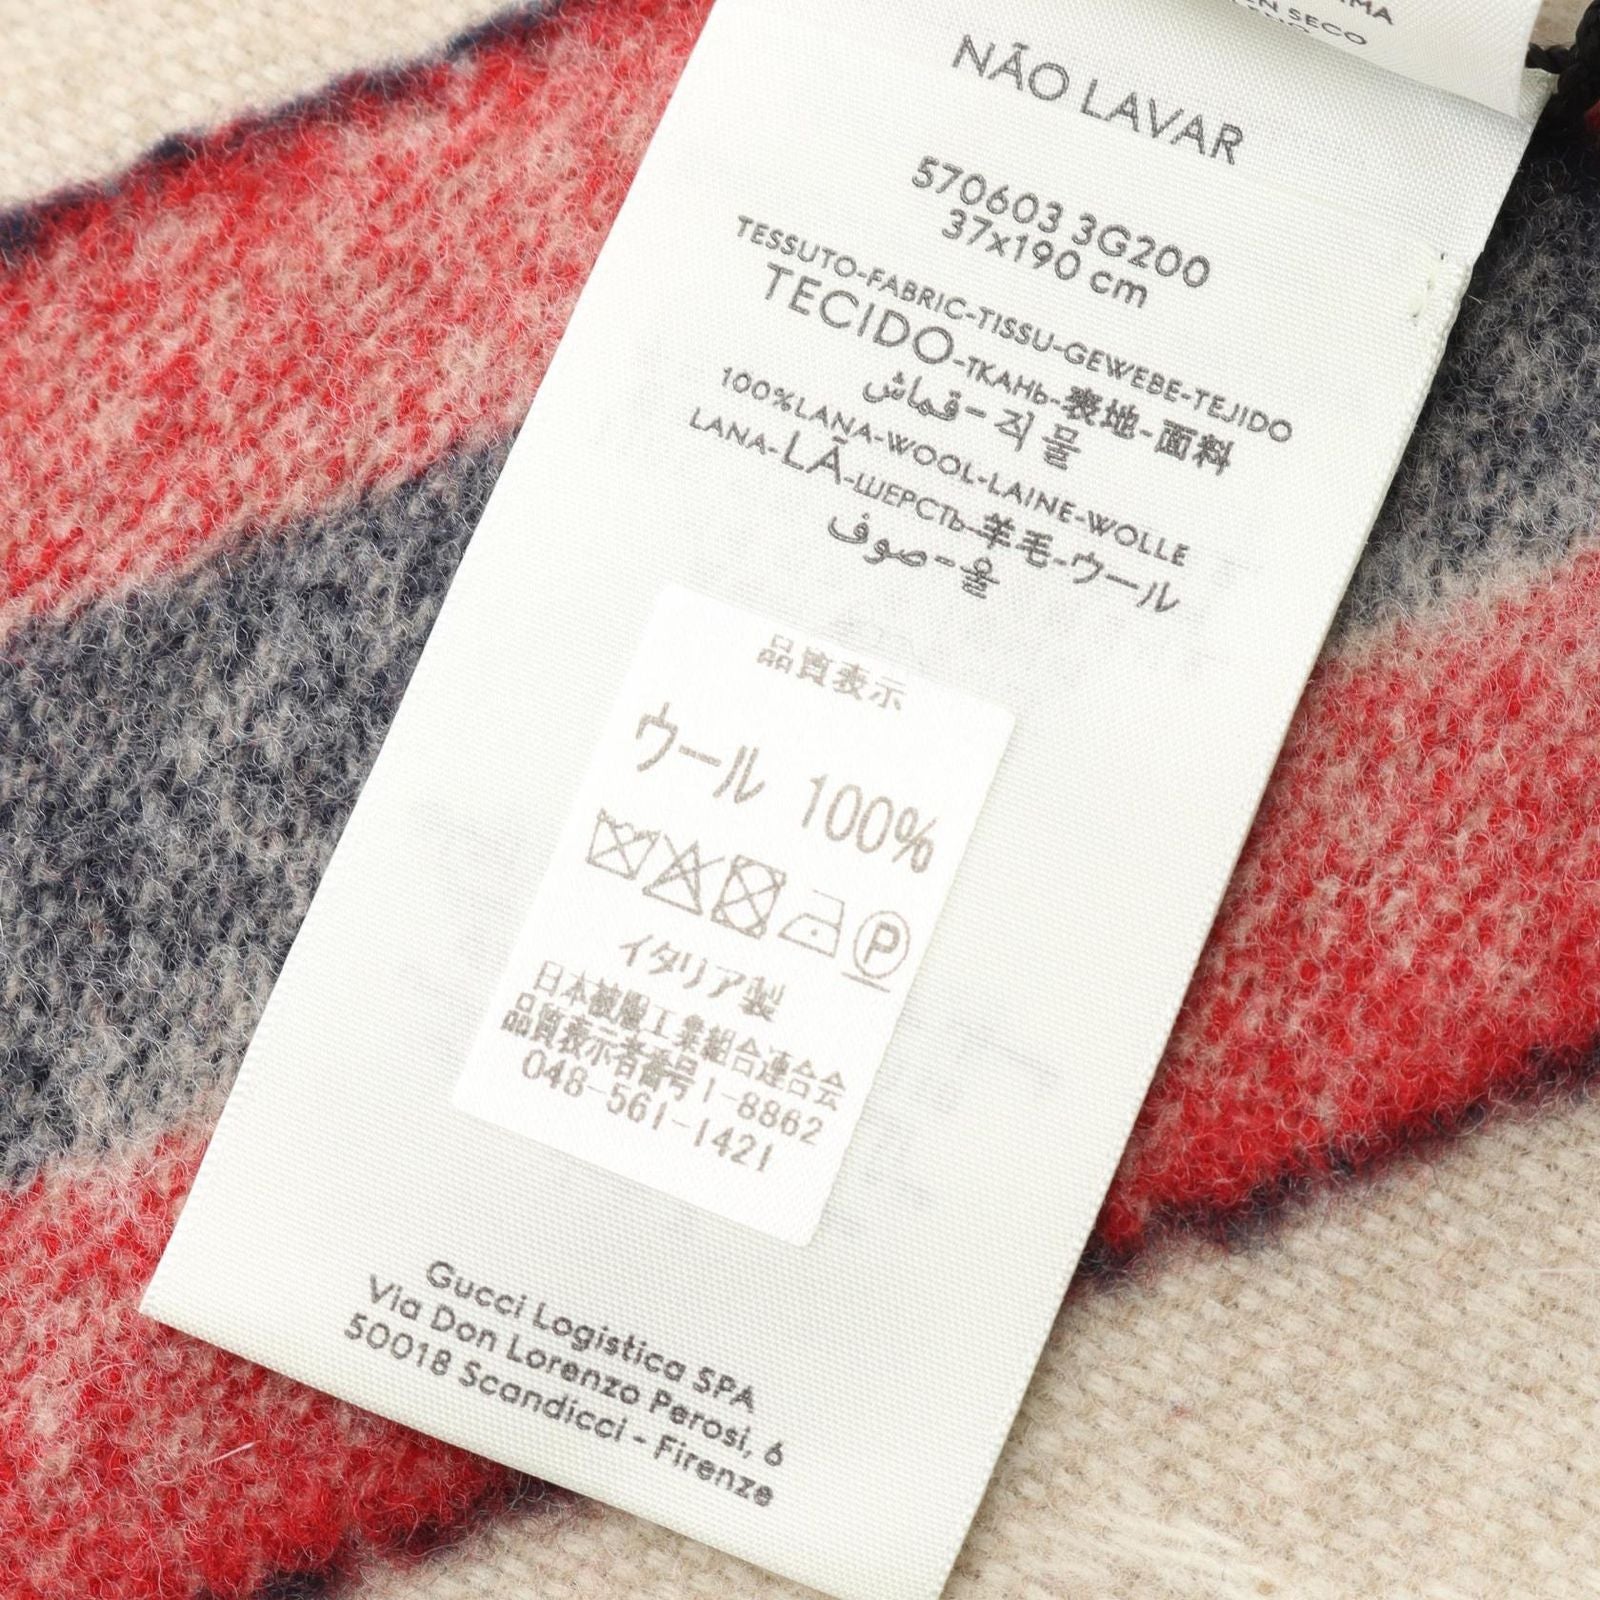 SECO
NÃO LAVAR
570603 3G200
37x190 cm
TESSUTO-FABRIC-TISSU-GEWEBE-TEJIDO
TECIDO-ТКАНЬ-表地-面料
직물-قماش
100%LANA-WOOL-LAINE-WOLLE
LANA-LÃ-ШЕРСТЬ-羊毛-ウール
울-صوف
品質表示
ウール 100%
P
イタリア製
日本被服工業組合連合会
品質表示者番号1-8862
048-561-1421
Gucci Logistica SPA
Via Don Lorenzo Perosi, 6
50018 Scandicci - Firenze